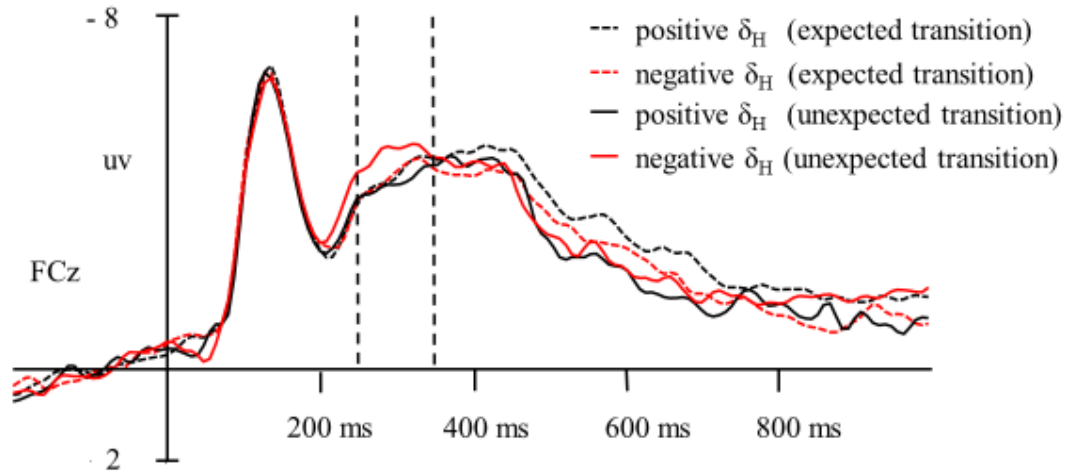 - 8
positive δH (expected transition)
negative δH (expected transition)
positive δH (unexpected transition)
negative δH (unexpected transition)
uv
FCz
200 ms 400 ms 600 ms 800 ms
2